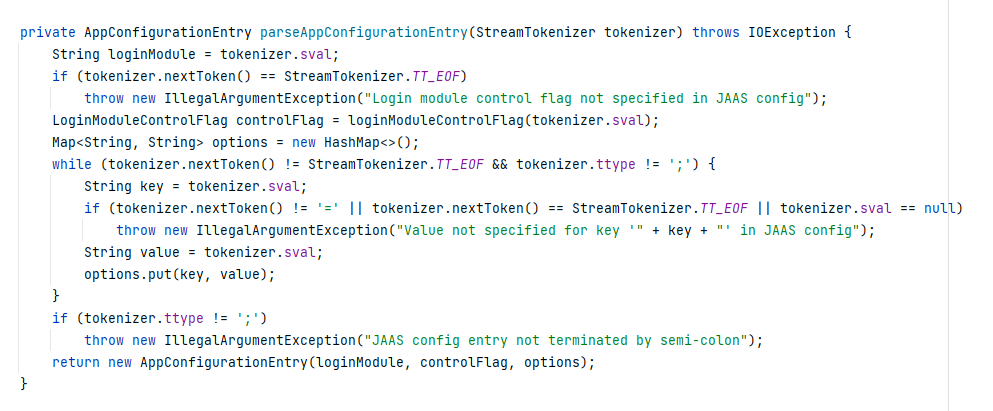 private AppConfigurationEntry parseAppConfigurationEntry(StreamTokenizer tokenizer) throws IOException {
    String loginModule = tokenizer.sval;
    if (tokenizer.nextToken() == StreamTokenizer.TT_EOF)
        throw new IllegalArgumentException("Login module control flag not specified in JAAS config");
    LoginModuleControlFlag controlFlag = loginModuleControlFlag(tokenizer.sval);
    Map<String, String> options = new HashMap<>();
    while (tokenizer.nextToken() != StreamTokenizer.TT_EOF && tokenizer.ttype != ';') {
        String key = tokenizer.sval;
        if (tokenizer.nextToken() != '=' || tokenizer.nextToken() == StreamTokenizer.TT_EOF || tokenizer.sval == null)
            throw new IllegalArgumentException("Value not specified for key '" + key + "' in JAAS config");
        String value = tokenizer.sval;
        options.put(key, value);
    }
    if (tokenizer.ttype != ';')
        throw new IllegalArgumentException("JAAS config entry not terminated by semi-colon");
    return new AppConfigurationEntry(loginModule, controlFlag, options);
}